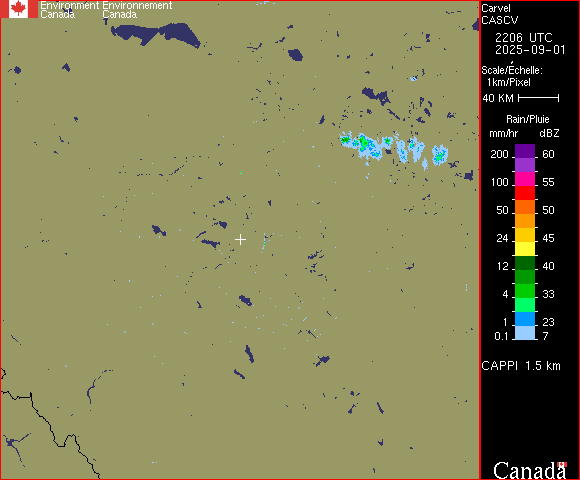 Environment Environnement
Canada Canada
Carvel
CASCV
2206 UTC
2025-09-01
Scale/Échelle:
1km/Pixel
40 KM
Rain/Pluie
mm/hr dBZ
200 60
100 55
50 50
24 45
12 40
4 33
1 23
0.1 7
CAPPI 1.5 km
Canada